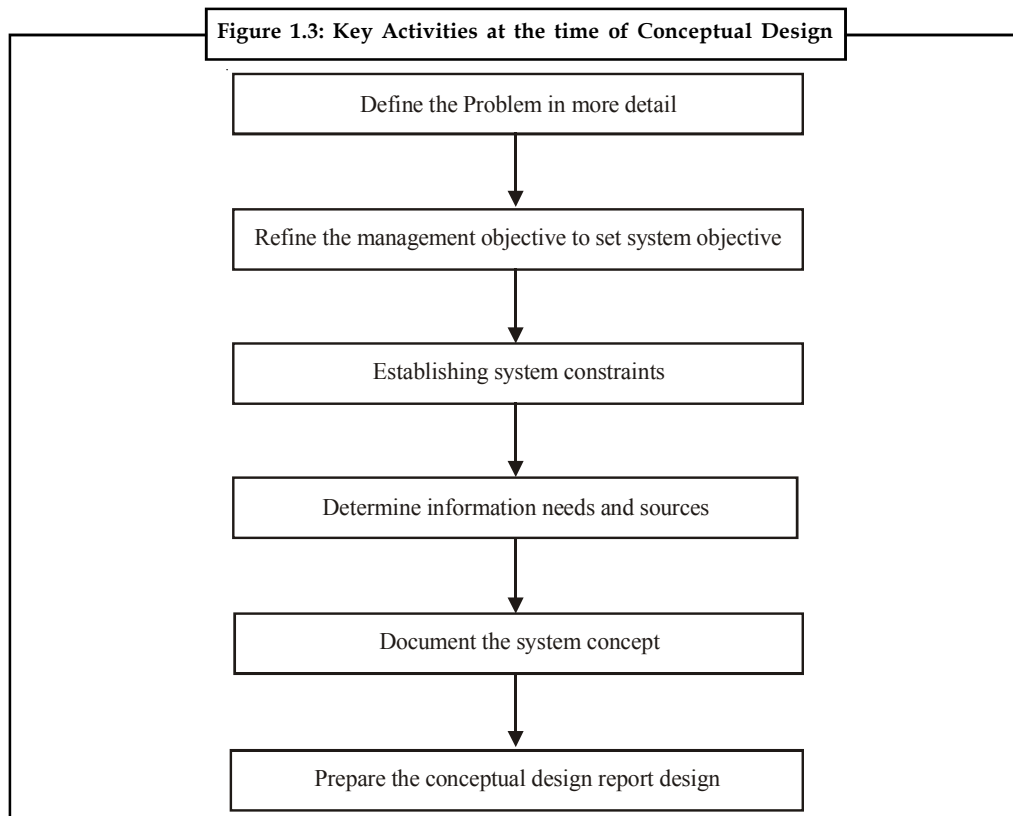 Figure 1.3: Key Activities at the time of Conceptual Design
Define the Problem in more detail
Refine the management objective to set system objective
Establishing system constraints
Determine information needs and sources
Document the system concept
Prepare the conceptual design report design